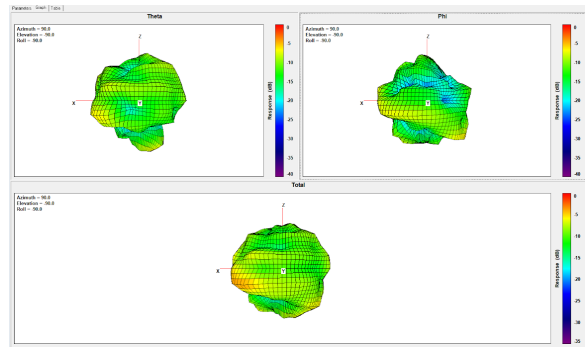 Parameters Graph Table
Theta
Azimuth = 90.0
Elevation = -90.0
Roll = -90.0
Z
X
Y
0
-5
-10
-15
-20
-25
-30
-35
-40
Response (dB)
Phi
Azimuth = 90.0
Elevation = -90.0
Roll = -90.0
Z
X
Y
0
-5
-10
-15
-20
-25
-30
-35
-40
Response (dB)
Total
Azimuth = 90.0
Elevation = -90.0
Roll = -90.0
Z
X
Y
0
-5
-10
-15
-20
-25
-30
-35
Response (dB)